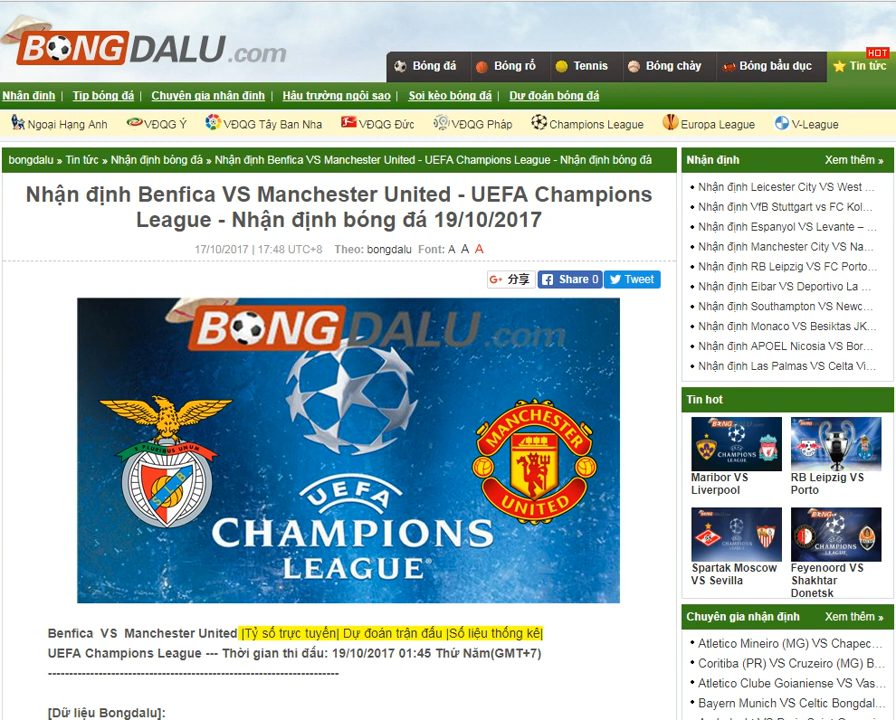 BONGDALU.com
HOT
Bóng đá
Bóng rổ
Tennis
Bóng chày
Bóng bầu dục
Tin tức
Nhận định | Tip bóng đá | Chuyên gia nhận định | Hậu trường ngôi sao | Soi kèo bóng đá | Dự đoán bóng đá
Ngoại Hạng Anh
VĐQG Ý
VĐQG Tây Ban Nha
VĐQG Đức
VĐQG Pháp
Champions League
Europa League
V-League
bongdalu » Tin tức » Nhận định bóng đá » Nhận định Benfica VS Manchester United - UEFA Champions League - Nhận định bóng đá
Nhận định Benfica VS Manchester United - UEFA Champions
League - Nhận định bóng đá 19/10/2017
17/10/2017 | 17:48 UTC+8 Theo: bongdalu Font: A A A
G+ 分享
Share 0
Tweet
BONGDALU.com
E PLURIBUS UNUM
SLB
MANCHESTER
UNITED
UEFA
CHAMPIONS
LEAGUE®
Benfica VS Manchester United |Tỷ số trực tuyến| Dự đoán trận đấu |Số liệu thống kê|
UEFA Champions League --- Thời gian thi đấu: 19/10/2017 01:45 Thứ Năm(GMT+7)
[Dữ liệu Bongdalu]:
Nhận định
Xem thêm »
Nhận định Leicester City VS West ...
Nhận định VfB Stuttgart vs FC Kol...
Nhận định Espanyol VS Levante – ...
Nhận định Manchester City VS Na...
Nhận định RB Leipzig VS FC Porto...
Nhận định Eibar VS Deportivo La ...
Nhận định Southampton VS Newc...
Nhận định Monaco VS Besiktas JK...
Nhận định APOEL Nicosia VS Bor...
Nhận định Las Palmas VS Celta Vi...
Tin hot
Maribor VS
Liverpool
RB Leipzig VS
Porto
Spartak Moscow
VS Sevilla
Feyenoord VS
Shakhtar
Donetsk
Chuyên gia nhận định
Xem thêm »
Atletico Mineiro (MG) VS Chapec...
Coritiba (PR) VS Cruzeiro (MG) B...
Atletico Clube Goianiense VS Vas...
Bayern Munich VS Celtic Bongdal...